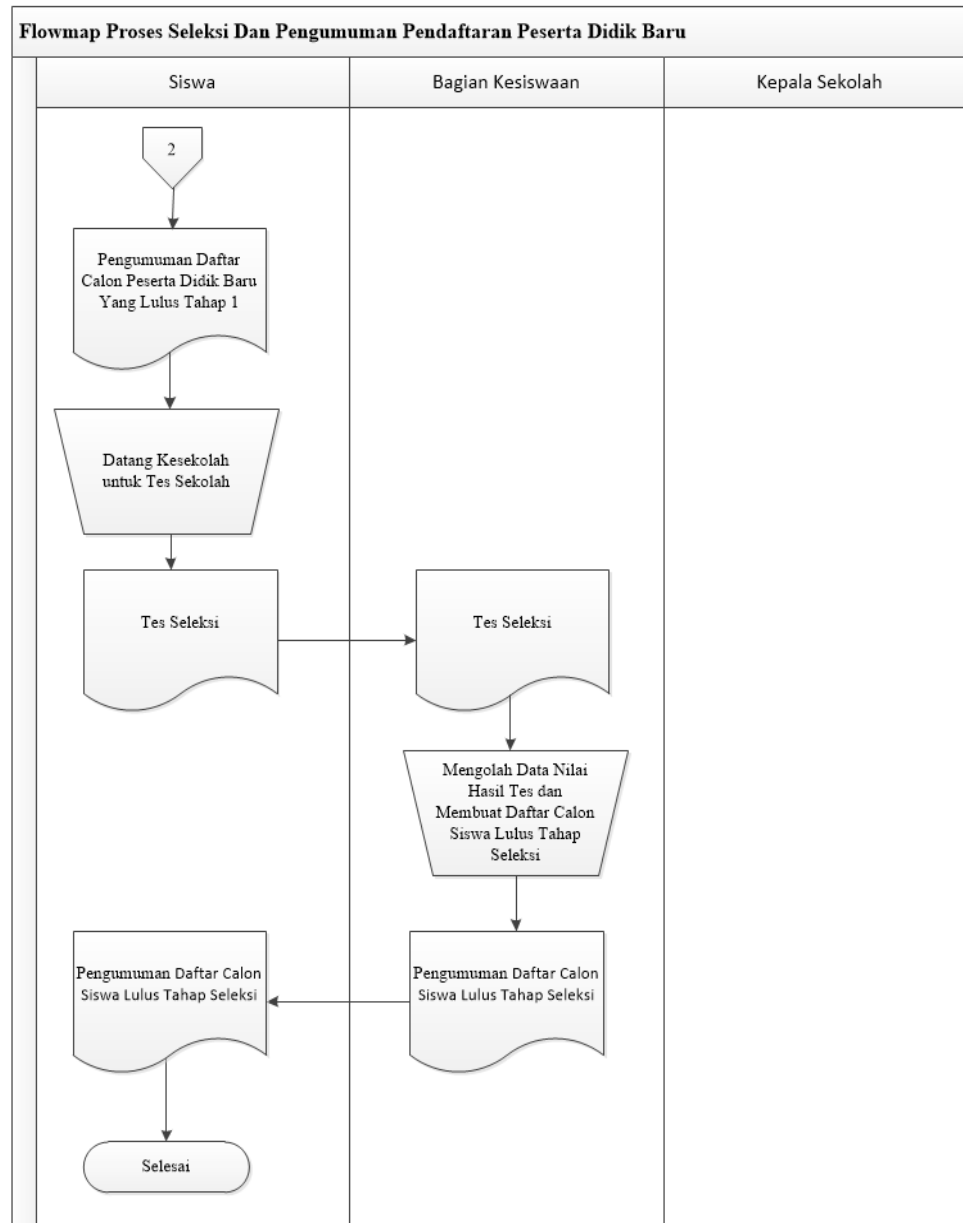 Flowmap Proses Seleksi Dan Pengumuman Pendaftaran Peserta Didik Baru
Siswa
Bagian Kesiswaan
Kepala Sekolah
2
Pengumuman Daftar
Calon Peserta Didik Baru
Yang Lulus Tahap 1
Datang Kesekolah
untuk Tes Sekolah
Tes Seleksi
Tes Seleksi
Mengolah Data Nilai
Hasil Tes dan
Membuat Daftar Calon
Siswa Lulus Tahap
Seleksi
Pengumuman Daftar Calon
Siswa Lulus Tahap Seleksi
Pengumuman Daftar Calon
Siswa Lulus Tahap Seleksi
Selesai